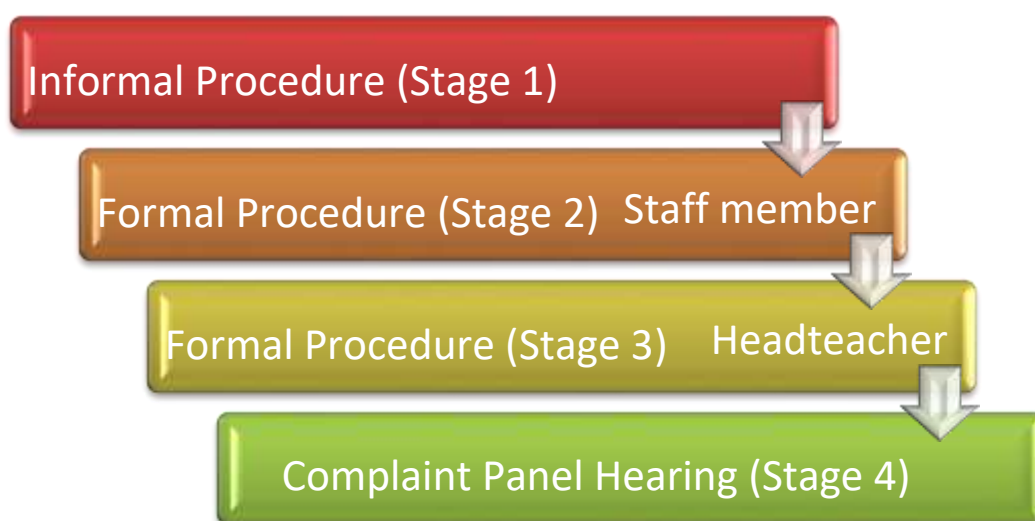 Informal Procedure (Stage 1)
Formal Procedure (Stage 2) Staff member
Formal Procedure (Stage 3) Headteacher
Complaint Panel Hearing (Stage 4)